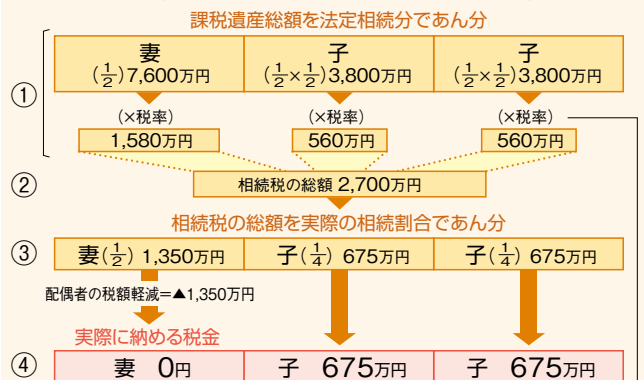 課税遺産総額を法定相続分であん分
①
妻 子 子
(1/2)7,600万円 (1/2×1/2)3,800万円 (1/2×1/2)3,800万円
(×税率) (×税率) (×税率)
1,580万円 560万円 560万円
②
相続税の総額 2,700万円
相続税の総額を実際の相続割合であん分
③
妻(1/2) 1,350万円 子(1/4) 675万円 子(1/4) 675万円
配偶者の税額軽減=▲1,350万円
実際に納める税金
④
妻 0円 子 675万円 子 675万円